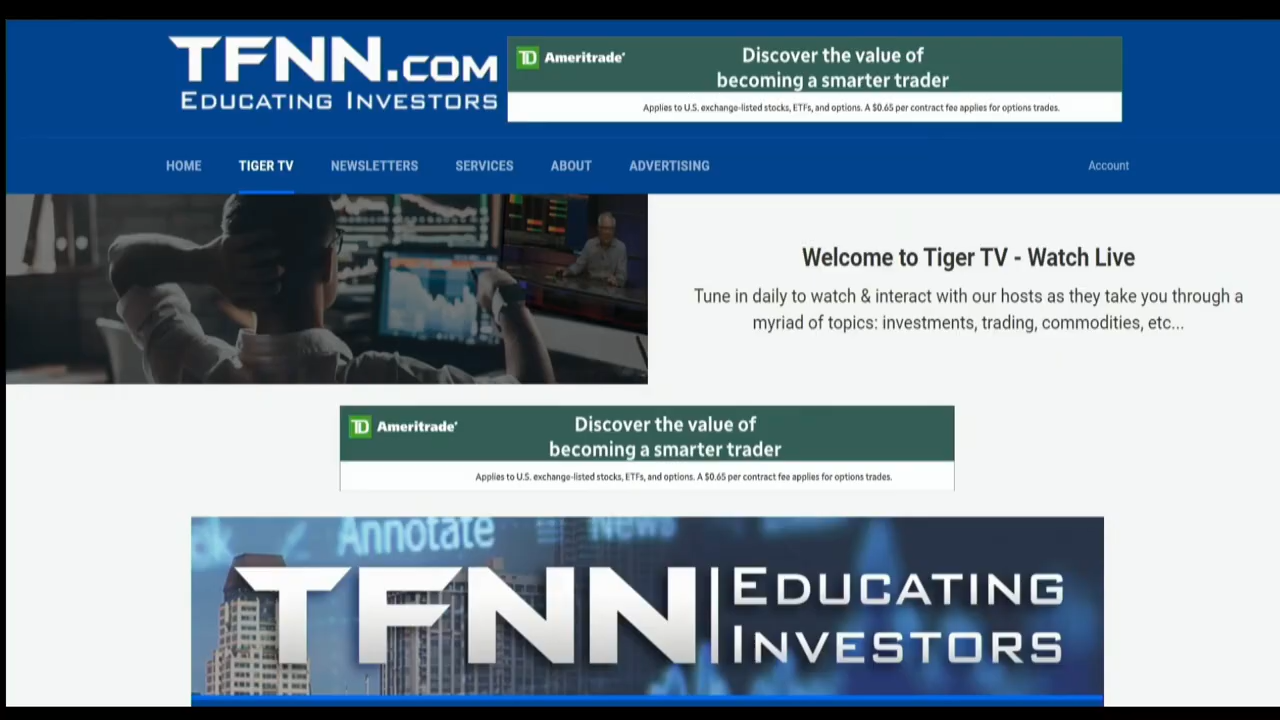 TFNN.COM
EDUCATING INVESTORS
TD Ameritrade
Discover the value of
becoming a smarter trader
Applies to U.S. exchange-listed stocks, ETFs, and options. A $0.65 per contract fee applies for options trades.
HOME TIGER TV NEWSLETTERS SERVICES ABOUT ADVERTISING Account
Welcome to Tiger TV - Watch Live
Tune in daily to watch & interact with our hosts as they take you through a
myriad of topics: investments, trading, commodities, etc...
TD Ameritrade
Discover the value of
becoming a smarter trader
Applies to U.S. exchange-listed stocks, ETFs, and options. A $0.65 per contract fee applies for options trades.
Annotate News
TFNN EDUCATING
INVESTORS